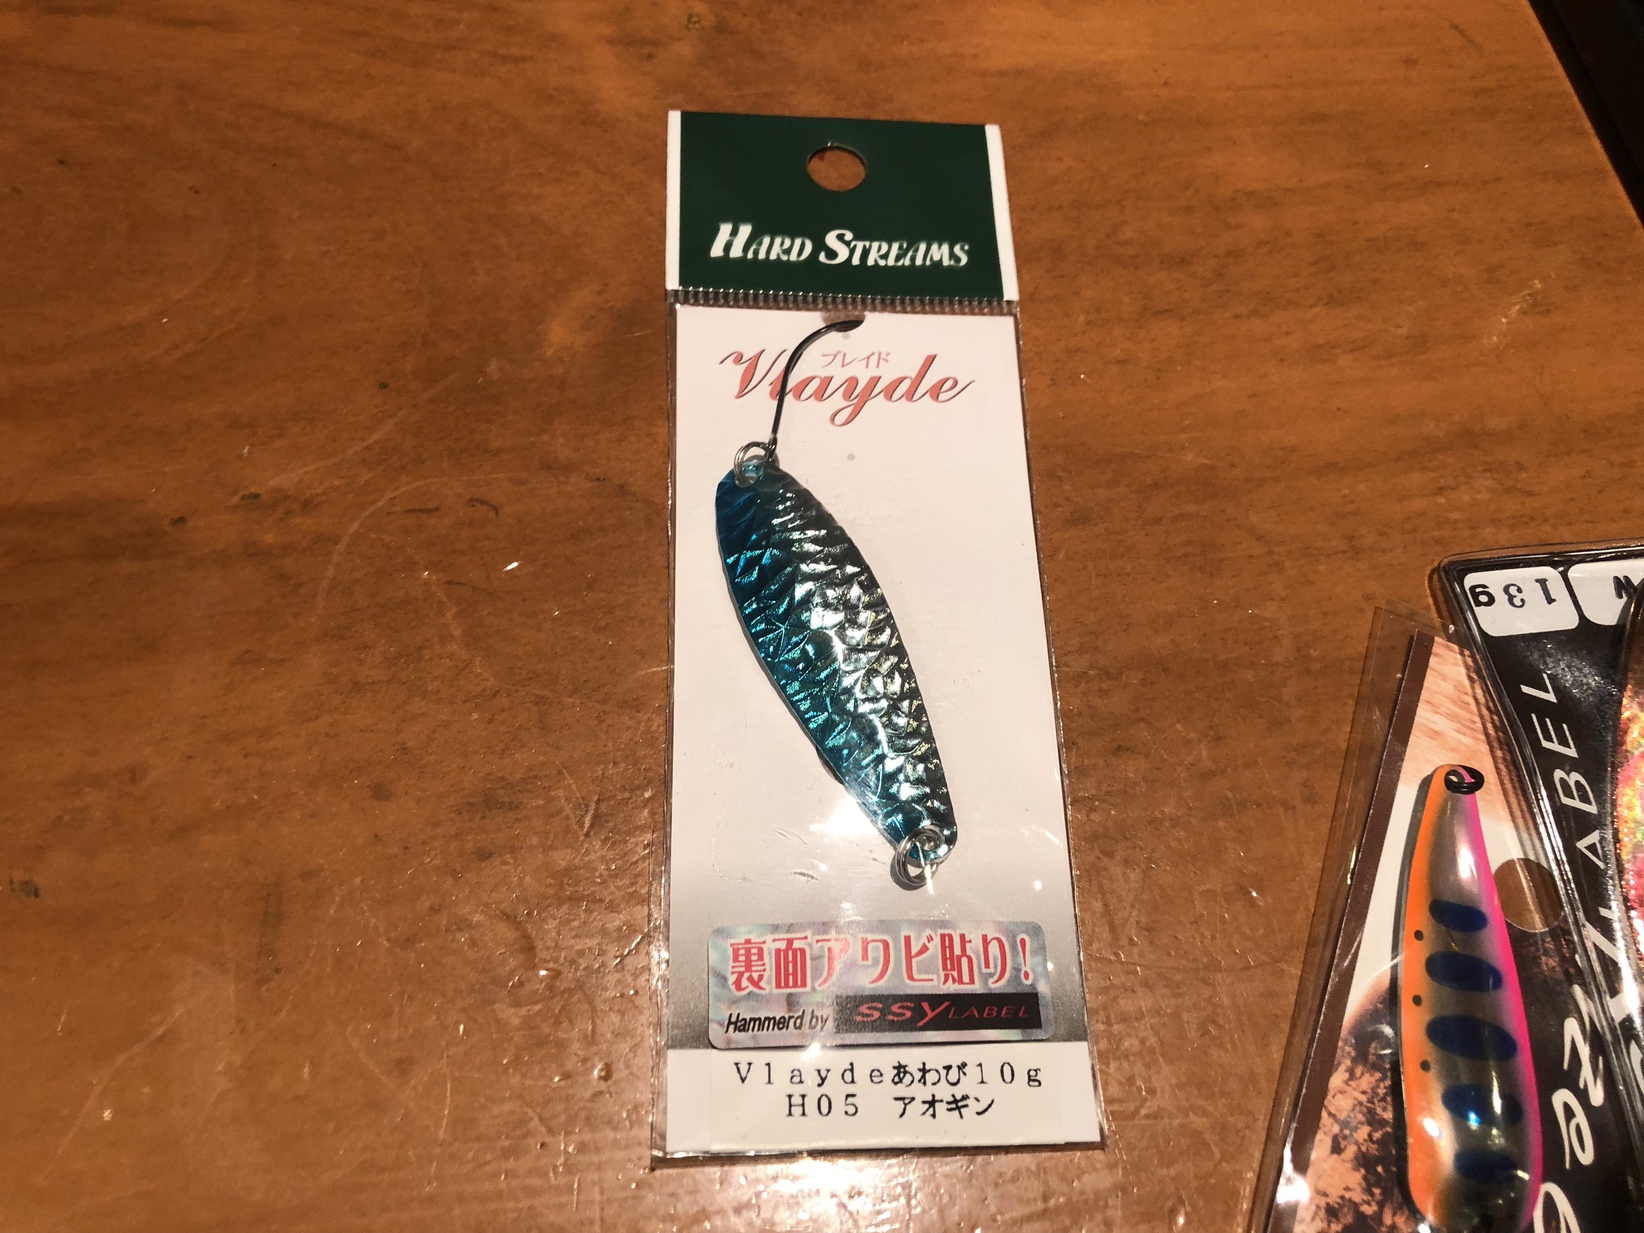 HARD STREAMS
ブレイド
Vlayde
裏面アワビ貼り!
Hammerd by SSY LABEL
Vlaydeあわび10g
H05 アオギン
13g
LABEL